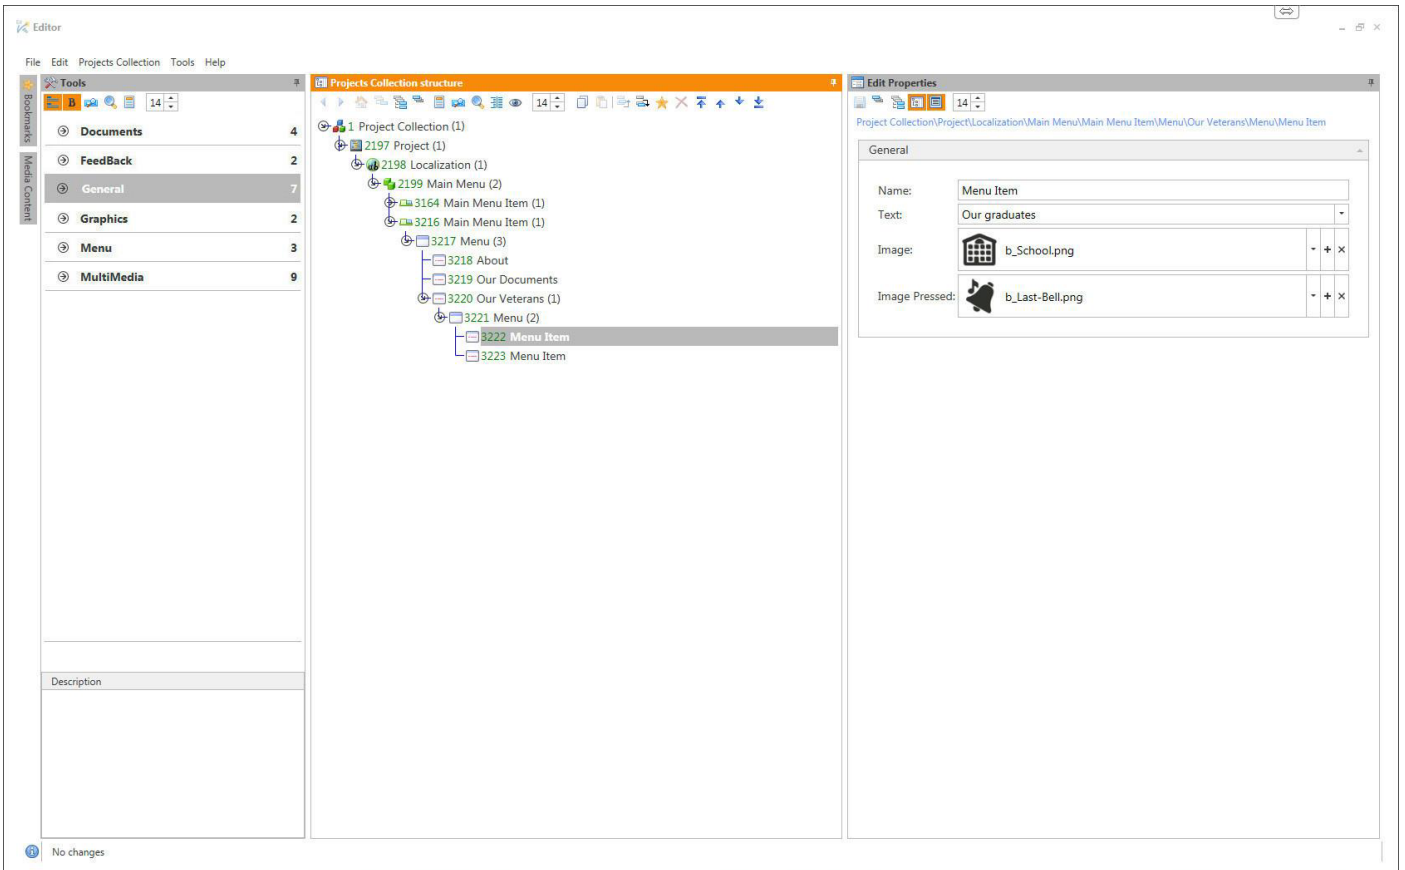 Editor
File Edit Projects Collection Tools Help
Bookmarks
Media Content
Tools
B 14
Documents 4
FeedBack 2
General 7
Graphics 2
Menu 3
MultiMedia 9
Description
Projects Collection structure
14
1 Project Collection (1)
2197 Project (1)
2198 Localization (1)
2199 Main Menu (2)
3164 Main Menu Item (1)
3216 Main Menu Item (1)
3217 Menu (3)
3218 About
3219 Our Documents
3220 Our Veterans (1)
3221 Menu (2)
3222 Menu Item
3223 Menu Item
Edit Properties
14
Project Collection\Project\Localization\Main Menu\Main Menu Item\Menu\Our Veterans\Menu\Menu Item
General
Name: Menu Item
Text: Our graduates
Image: b_School.png
Image Pressed: b_Last-Bell.png
No changes